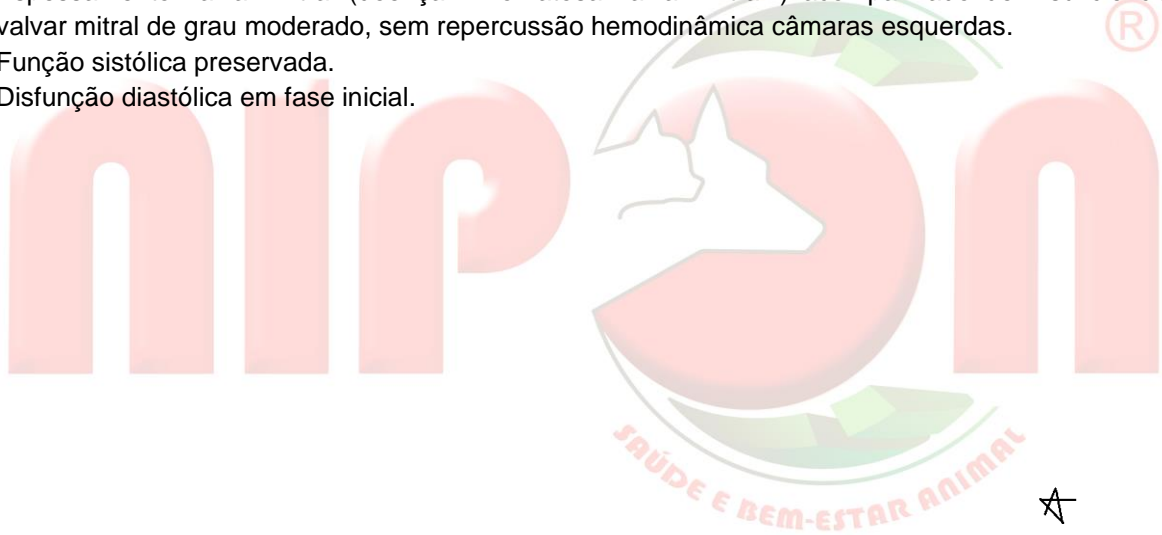 valvar mitral de grau moderado, sem repercussão hemodinâmica câmaras esquerdas.
Função sistólica preservada.
Disfunção diastólica em fase inicial.
®
NIPON
SAÚDE E BEM-ESTAR ANIMAL